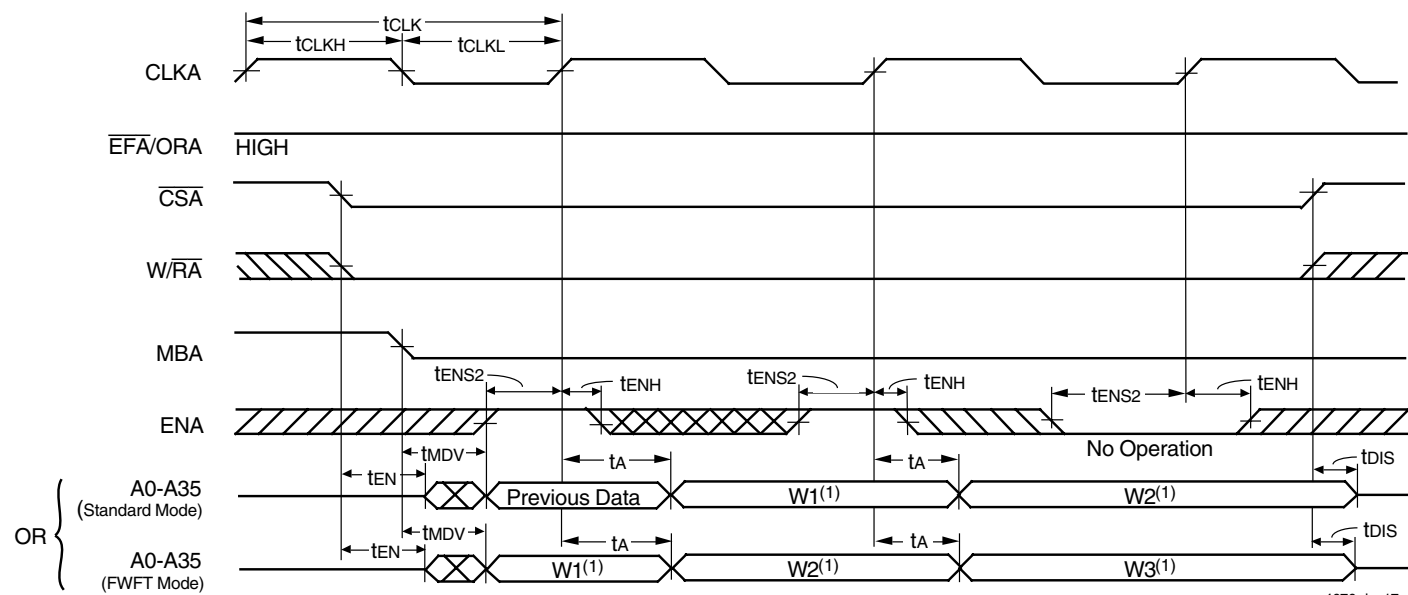 tCLK
tCLKH tCLKL
CLKA
EFA/ORA HIGH
CSA
W/RA
MBA
tENS2 tENH tENS2 tENH tENS2 tENH
ENA
No Operation
tMDV tA tA tDIS
tEN
A0-A35 Previous Data W1(1) W2(1)
(Standard Mode)
OR
tMDV tA tA tDIS
tEN
A0-A35 W1(1) W2(1) W3(1)
(FWFT Mode)